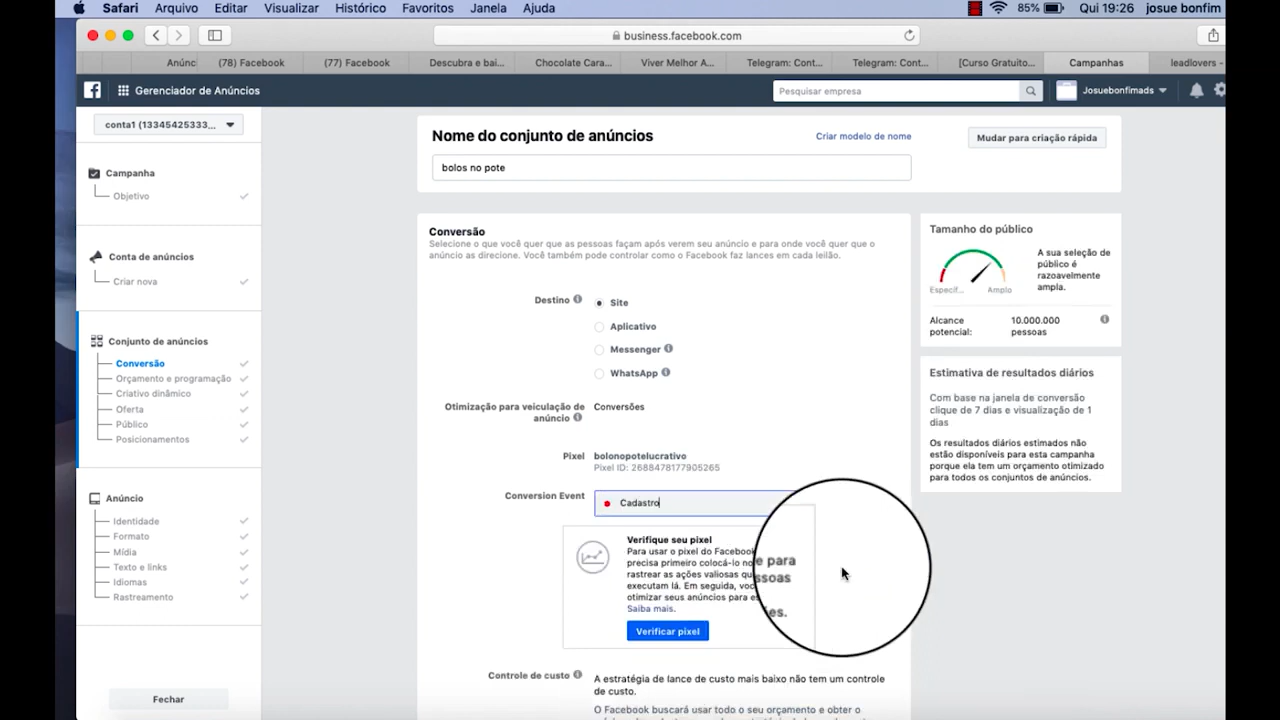 Safari Arquivo Editar Visualizar Histórico Favoritos Janela Ajuda 85% Qui 19:26 josue bonfim
business.facebook.com
Anúnc (78) Facebook (77) Facebook Descubra e bai... Chocolate Cara... Viver Melhor A... Telegram: Cont... Telegram: Cont... [Curso Gratuito... Campanhas leadlovers -
Gerenciador de Anúncios Pesquisar empresa Josuebonfimads
conta1 (13345425333...
Campanha
Objetivo
Conta de anúncios
Criar nova
Conjunto de anúncios
Conversão
Orçamento e programação
Criativo dinâmico
Oferta
Público
Posicionamentos
Anúncio
Identidade
Formato
Mídia
Texto e links
Idiomas
Rastreamento
Fechar
Nome do conjunto de anúncios Criar modelo de nome Mudar para criação rápida
bolos no pote
Conversão
Selecione o que você quer que as pessoas façam após verem seu anúncio e para onde você quer que o
anúncio as direcione. Você também pode controlar como o Facebook faz lances em cada leilão.
Destino Site
Aplicativo
Messenger
WhatsApp
Otimização para veiculação de
anúncio
Conversões
Pixel bolonopotelucrativo
Pixel ID: 2688478177905265
Conversion Event Cadastro
Verifique seu pixel
Para usar o pixel do Facebook
precisa primeiro colocá-lo no
rastrear as ações valiosas qu
executam lá. Em seguida, voc
otimizar seus anúncios para es
Saiba mais.
Verificar pixel
e para
ssoas
es.
Controle de custo A estratégia de lance de custo mais baixo não tem um controle
de custo.
O Facebook buscará usar todo o seu orçamento e obter o
Tamanho do público
A sua seleção de
público é
razoavelmente
ampla.
Específ... Amplo
Alcance
potencial:
10.000.000
pessoas
Estimativa de resultados diários
Com base na janela de conversão
clique de 7 dias e visualização de 1
dias
Os resultados diários estimados não
estão disponíveis para esta campanha
porque ela tem um orçamento otimizado
para todos os conjuntos de anúncios.